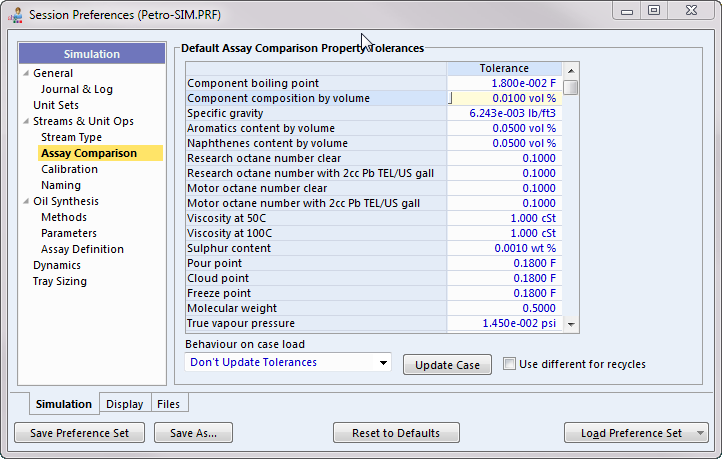 Session Preferences (Petro-SIM.PRF)
Simulation
General
Journal & Log
Unit Sets
Streams & Unit Ops
Stream Type
Assay Comparison
Calibration
Naming
Oil Synthesis
Methods
Parameters
Assay Definition
Dynamics
Tray Sizing
Default Assay Comparison Property Tolerances
Tolerance
Component boiling point 1.800e-002 F
Component composition by volume 0.0100 vol %
Specific gravity 6.243e-003 lb/ft3
Aromatics content by volume 0.0500 vol %
Naphthenes content by volume 0.0500 vol %
Research octane number clear 0.1000
Research octane number with 2cc Pb TEL/US gall 0.1000
Motor octane number clear 0.1000
Motor octane number with 2cc Pb TEL/US gall 0.1000
Viscosity at 50C 1.000 cSt
Viscosity at 100C 1.000 cSt
Sulphur content 0.0010 wt %
Pour point 0.1800 F
Cloud point 0.1800 F
Freeze point 0.1800 F
Molecular weight 0.5000
True vapour pressure 1.450e-002 psi
Behaviour on case load
Don't Update Tolerances
Update Case
Use different for recycles
Simulation Display Files
Save Preference Set Save As... Reset to Defaults Load Preference Set